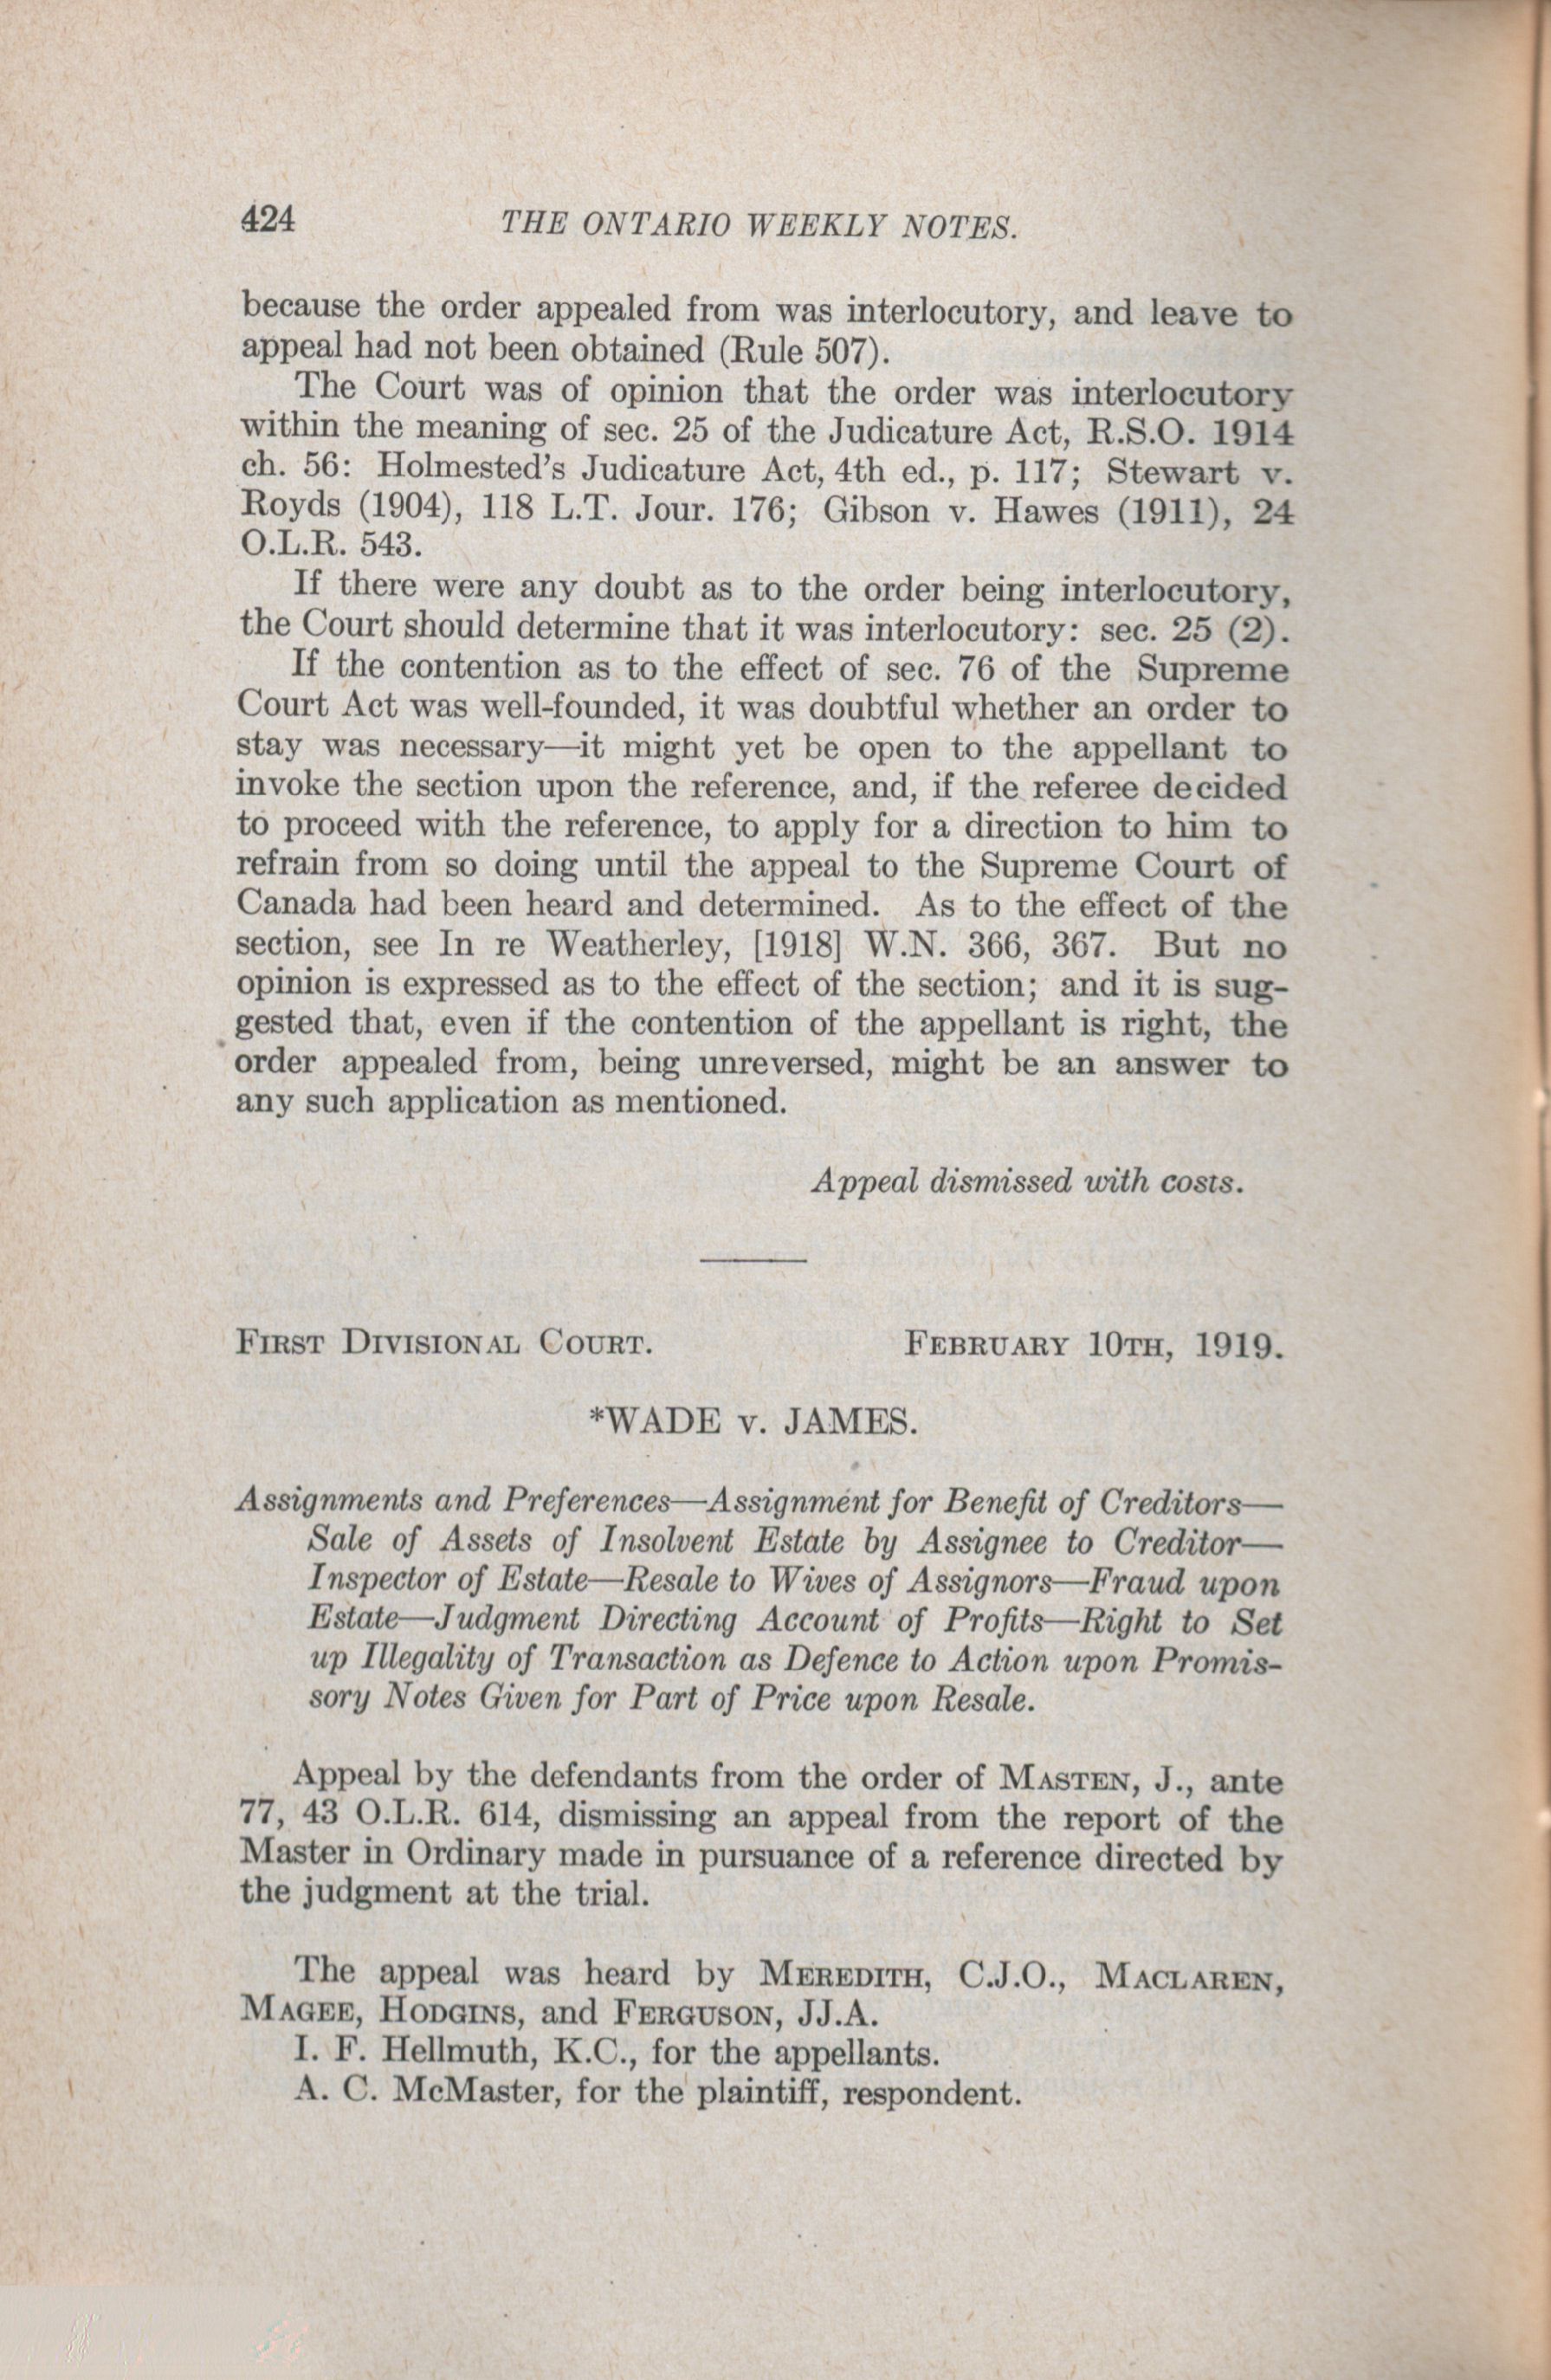 424 THE ONTARIO WEEKLY NOTES.
because the order appealed from was interlocutory, and leave to
appeal had not been obtained (Rule 507).
The Court was of opinion that the order was interlocutory
within the meaning of sec. 25 of the Judicature Act, R.S.O. 1914
ch. 56: Holmested's Judicature Act, 4th ed., p. 117; Stewart v.
Royds (1904), 118 L.T. Jour. 176; Gibson v. Hawes (1911), 24
O.L.R. 543.
If there were any doubt as to the order being interlocutory,
the Court should determine that it was interlocutory: sec. 25 (2).
If the contention as to the effect of sec. 76 of the Supreme
Court Act was well-founded, it was doubtful whether an order to
stay was necessary—it might yet be open to the appellant to
invoke the section upon the reference, and, if the referee decided
to proceed with the reference, to apply for a direction to him to
refrain from so doing until the appeal to the Supreme Court of
Canada had been heard and determined. As to the effect of the
section, see In re Weatherley, [1918] W.N. 366, 367. But no
opinion is expressed as to the effect of the section; and it is sug-
gested that, even if the contention of the appellant is right, the
order appealed from, being unreversed, might be an answer to
any such application as mentioned.
Appeal dismissed with costs.
FIRST DIVISIONAL COURT. FEBRUARY 10TH, 1919.
*WADE v. JAMES.
Assignments and Preferences—Assignment for Benefit of Creditors—
Sale of Assets of Insolvent Estate by Assignee to Creditor—
Inspector of Estate—Resale to Wives of Assignors—Fraud upon
Estate—Judgment Directing Account of Profits—Right to Set
up Illegality of Transaction as Defence to Action upon Promis-
sory Notes Given for Part of Price upon Resale.
Appeal by the defendants from the order of MASTEN, J., ante
77, 43 O.L.R. 614, dismissing an appeal from the report of the
Master in Ordinary made in pursuance of a reference directed by
the judgment at the trial.
The appeal was heard by MEREDITH, C.J.O., MACLAREN,
MAGEE, HODGINS, and FERGUSON, JJ.A.
I. F. Hellmuth, K.C., for the appellants.
A. C. McMaster, for the plaintiff, respondent.